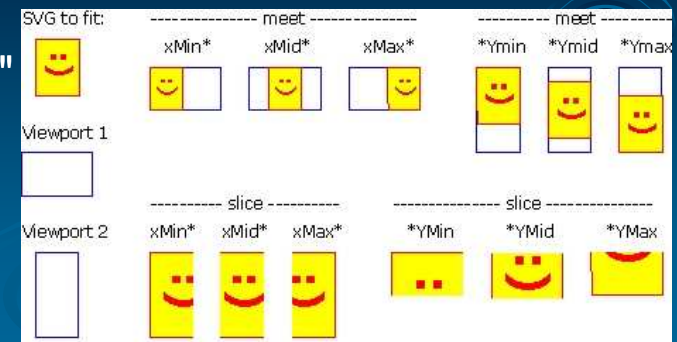 SVG to fit:
---------- meet --------------
xMin* xMid* xMax*
---------- meet ----------
*Ymin *Ymid *Ymax
"
Viewport 1
Viewport 2
---------- slice ----------
xMin* xMid* xMax*
--------------- slice ---------------
*YMin *YMid *YMax